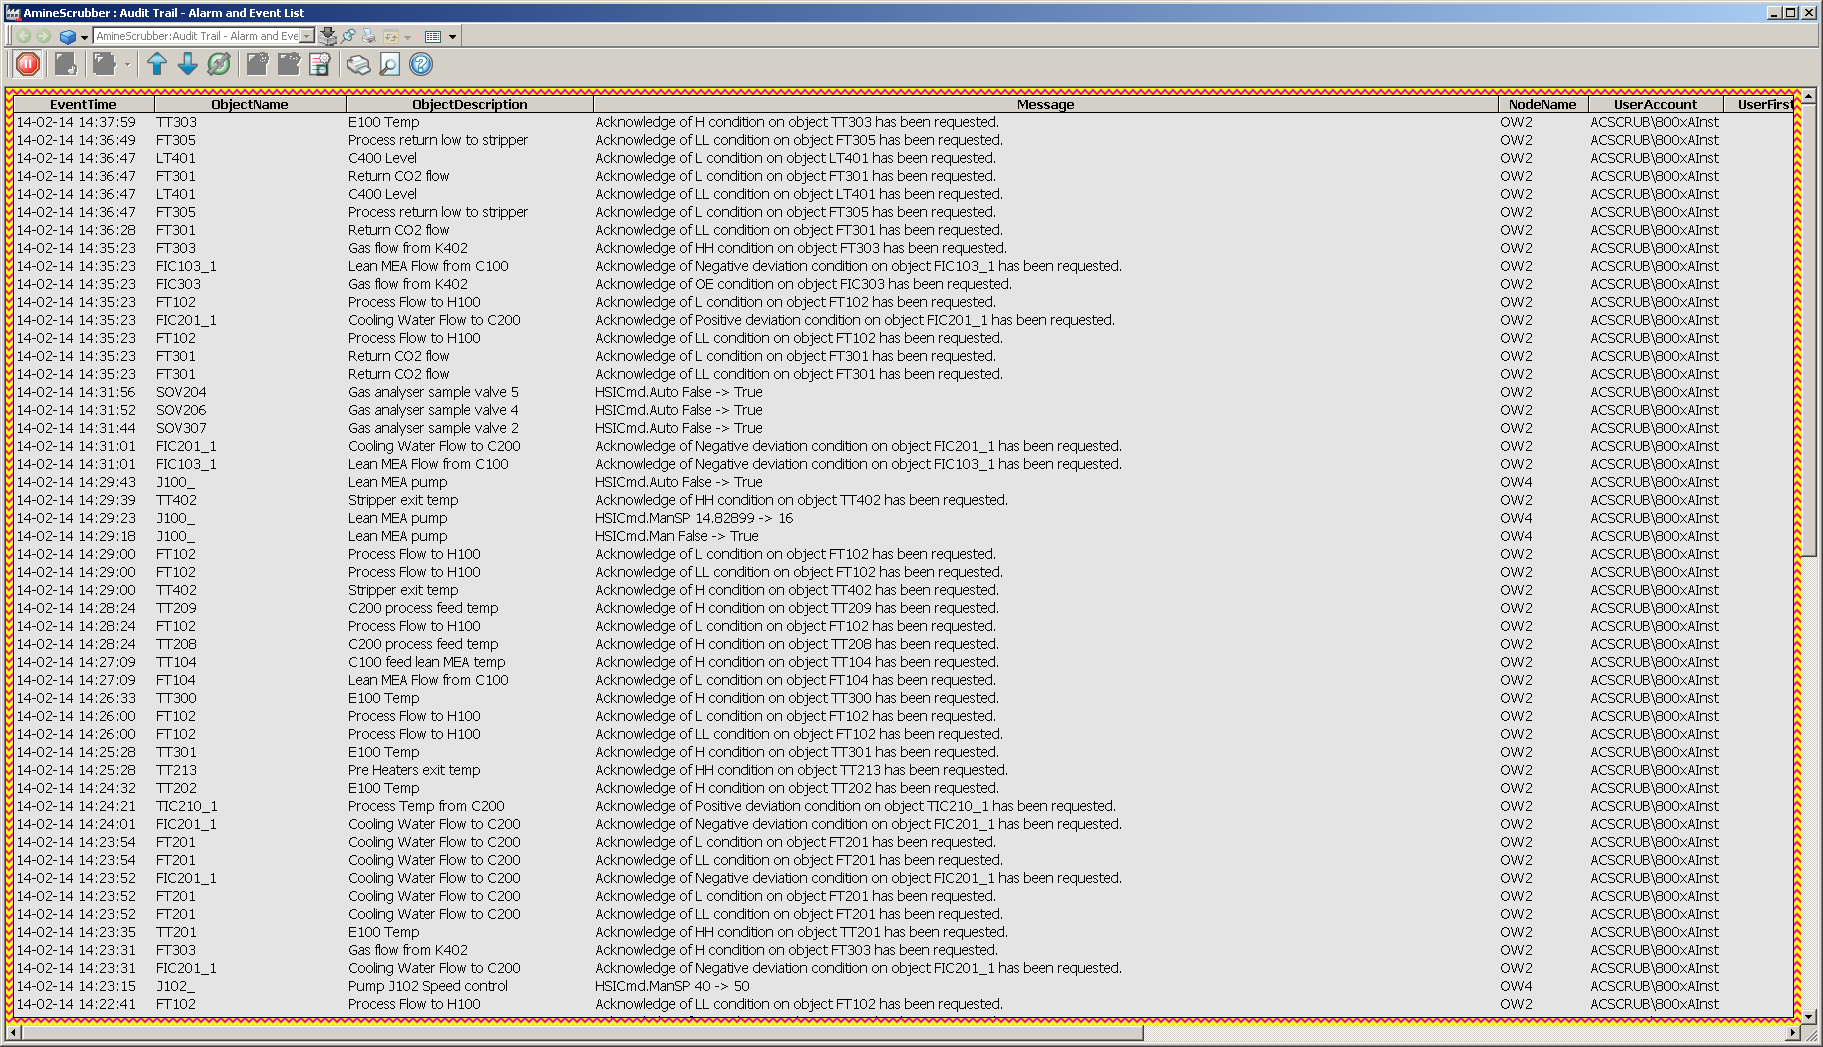 AmineScrubber : Audit Trail - Alarm and Event List
AmineScrubber:Audit Trail - Alarm and Eve
EventTime ObjectName ObjectDescription Message NodeName UserAccount UserFirst
14-02-14 14:37:59 TT303 E100 Temp Acknowledge of H condition on object TT303 has been requested. OW2 ACSCRUB\800xAInst
14-02-14 14:36:49 FT305 Process return low to stripper Acknowledge of LL condition on object FT305 has been requested. OW2 ACSCRUB\800xAInst
14-02-14 14:36:47 LT401 C400 Level Acknowledge of L condition on object LT401 has been requested. OW2 ACSCRUB\800xAInst
14-02-14 14:36:47 FT301 Return CO2 flow Acknowledge of L condition on object FT301 has been requested. OW2 ACSCRUB\800xAInst
14-02-14 14:36:47 LT401 C400 Level Acknowledge of LL condition on object LT401 has been requested. OW2 ACSCRUB\800xAInst
14-02-14 14:36:47 FT305 Process return low to stripper Acknowledge of L condition on object FT305 has been requested. OW2 ACSCRUB\800xAInst
14-02-14 14:36:28 FT301 Return CO2 flow Acknowledge of LL condition on object FT301 has been requested. OW2 ACSCRUB\800xAInst
14-02-14 14:35:23 FT303 Gas flow from K402 Acknowledge of HH condition on object FT303 has been requested. OW2 ACSCRUB\800xAInst
14-02-14 14:35:23 FIC103_1 Lean MEA Flow from C100 Acknowledge of Negative deviation condition on object FIC103_1 has been requested. OW2 ACSCRUB\800xAInst
14-02-14 14:35:23 FIC303 Gas flow from K402 Acknowledge of OE condition on object FIC303 has been requested. OW2 ACSCRUB\800xAInst
14-02-14 14:35:23 FT102 Process Flow to H100 Acknowledge of L condition on object FT102 has been requested. OW2 ACSCRUB\800xAInst
14-02-14 14:35:23 FIC201_1 Cooling Water Flow to C200 Acknowledge of Positive deviation condition on object FIC201_1 has been requested. OW2 ACSCRUB\800xAInst
14-02-14 14:35:23 FT102 Process Flow to H100 Acknowledge of LL condition on object FT102 has been requested. OW2 ACSCRUB\800xAInst
14-02-14 14:35:23 FT301 Return CO2 flow Acknowledge of L condition on object FT301 has been requested. OW2 ACSCRUB\800xAInst
14-02-14 14:35:23 FT301 Return CO2 flow Acknowledge of LL condition on object FT301 has been requested. OW2 ACSCRUB\800xAInst
14-02-14 14:31:56 SOV204 Gas analyser sample valve 5 HSICmd.Auto False -> True OW2 ACSCRUB\800xAInst
14-02-14 14:31:52 SOV206 Gas analyser sample valve 4 HSICmd.Auto False -> True OW2 ACSCRUB\800xAInst
14-02-14 14:31:44 SOV307 Gas analyser sample valve 2 HSICmd.Auto False -> True OW2 ACSCRUB\800xAInst
14-02-14 14:31:01 FIC201_1 Cooling Water Flow to C200 Acknowledge of Negative deviation condition on object FIC201_1 has been requested. OW2 ACSCRUB\800xAInst
14-02-14 14:31:01 FIC103_1 Lean MEA Flow from C100 Acknowledge of Negative deviation condition on object FIC103_1 has been requested. OW2 ACSCRUB\800xAInst
14-02-14 14:29:43 J100_ Lean MEA pump HSICmd.Auto False -> True OW4 ACSCRUB\800xAInst
14-02-14 14:29:39 TT402 Stripper exit temp Acknowledge of HH condition on object TT402 has been requested. OW2 ACSCRUB\800xAInst
14-02-14 14:29:23 J100_ Lean MEA pump HSICmd.ManSP 14.82899 -> 16 OW4 ACSCRUB\800xAInst
14-02-14 14:29:18 J100_ Lean MEA pump HSICmd.Man False -> True OW4 ACSCRUB\800xAInst
14-02-14 14:29:00 FT102 Process Flow to H100 Acknowledge of L condition on object FT102 has been requested. OW2 ACSCRUB\800xAInst
14-02-14 14:29:00 FT102 Process Flow to H100 Acknowledge of LL condition on object FT102 has been requested. OW2 ACSCRUB\800xAInst
14-02-14 14:29:00 TT402 Stripper exit temp Acknowledge of H condition on object TT402 has been requested. OW2 ACSCRUB\800xAInst
14-02-14 14:28:24 TT209 C200 process feed temp Acknowledge of H condition on object TT209 has been requested. OW2 ACSCRUB\800xAInst
14-02-14 14:28:24 FT102 Process Flow to H100 Acknowledge of L condition on object FT102 has been requested. OW2 ACSCRUB\800xAInst
14-02-14 14:28:24 TT208 C200 process feed temp Acknowledge of H condition on object TT208 has been requested. OW2 ACSCRUB\800xAInst
14-02-14 14:27:09 TT104 C100 feed lean MEA temp Acknowledge of H condition on object TT104 has been requested. OW2 ACSCRUB\800xAInst
14-02-14 14:27:09 FT104 Lean MEA Flow from C100 Acknowledge of L condition on object FT104 has been requested. OW2 ACSCRUB\800xAInst
14-02-14 14:26:33 TT300 E100 Temp Acknowledge of H condition on object TT300 has been requested. OW2 ACSCRUB\800xAInst
14-02-14 14:26:00 FT102 Process Flow to H100 Acknowledge of L condition on object FT102 has been requested. OW2 ACSCRUB\800xAInst
14-02-14 14:26:00 FT102 Process Flow to H100 Acknowledge of LL condition on object FT102 has been requested. OW2 ACSCRUB\800xAInst
14-02-14 14:25:28 TT301 E100 Temp Acknowledge of H condition on object TT301 has been requested. OW2 ACSCRUB\800xAInst
14-02-14 14:25:28 TT213 Pre Heaters exit temp Acknowledge of HH condition on object TT213 has been requested. OW2 ACSCRUB\800xAInst
14-02-14 14:24:32 TT202 E100 Temp Acknowledge of H condition on object TT202 has been requested. OW2 ACSCRUB\800xAInst
14-02-14 14:24:21 TIC210_1 Process Temp from C200 Acknowledge of Positive deviation condition on object TIC210_1 has been requested. OW2 ACSCRUB\800xAInst
14-02-14 14:24:01 FIC201_1 Cooling Water Flow to C200 Acknowledge of Negative deviation condition on object FIC201_1 has been requested. OW2 ACSCRUB\800xAInst
14-02-14 14:23:54 FT201 Cooling Water Flow to C200 Acknowledge of L condition on object FT201 has been requested. OW2 ACSCRUB\800xAInst
14-02-14 14:23:54 FT201 Cooling Water Flow to C200 Acknowledge of LL condition on object FT201 has been requested. OW2 ACSCRUB\800xAInst
14-02-14 14:23:52 FIC201_1 Cooling Water Flow to C200 Acknowledge of Negative deviation condition on object FIC201_1 has been requested. OW2 ACSCRUB\800xAInst
14-02-14 14:23:52 FT201 Cooling Water Flow to C200 Acknowledge of L condition on object FT201 has been requested. OW2 ACSCRUB\800xAInst
14-02-14 14:23:52 FT201 Cooling Water Flow to C200 Acknowledge of LL condition on object FT201 has been requested. OW2 ACSCRUB\800xAInst
14-02-14 14:23:35 TT201 E100 Temp Acknowledge of HH condition on object TT201 has been requested. OW2 ACSCRUB\800xAInst
14-02-14 14:23:31 FT303 Gas flow from K402 Acknowledge of H condition on object FT303 has been requested. OW2 ACSCRUB\800xAInst
14-02-14 14:23:31 FIC201_1 Cooling Water Flow to C200 Acknowledge of Negative deviation condition on object FIC201_1 has been requested. OW2 ACSCRUB\800xAInst
14-02-14 14:23:15 J102_ Pump J102 Speed control HSICmd.ManSP 40 -> 50 OW4 ACSCRUB\800xAInst
14-02-14 14:22:41 FT102 Process Flow to H100 Acknowledge of LL condition on object FT102 has been requested. OW2 ACSCRUB\800xAInst